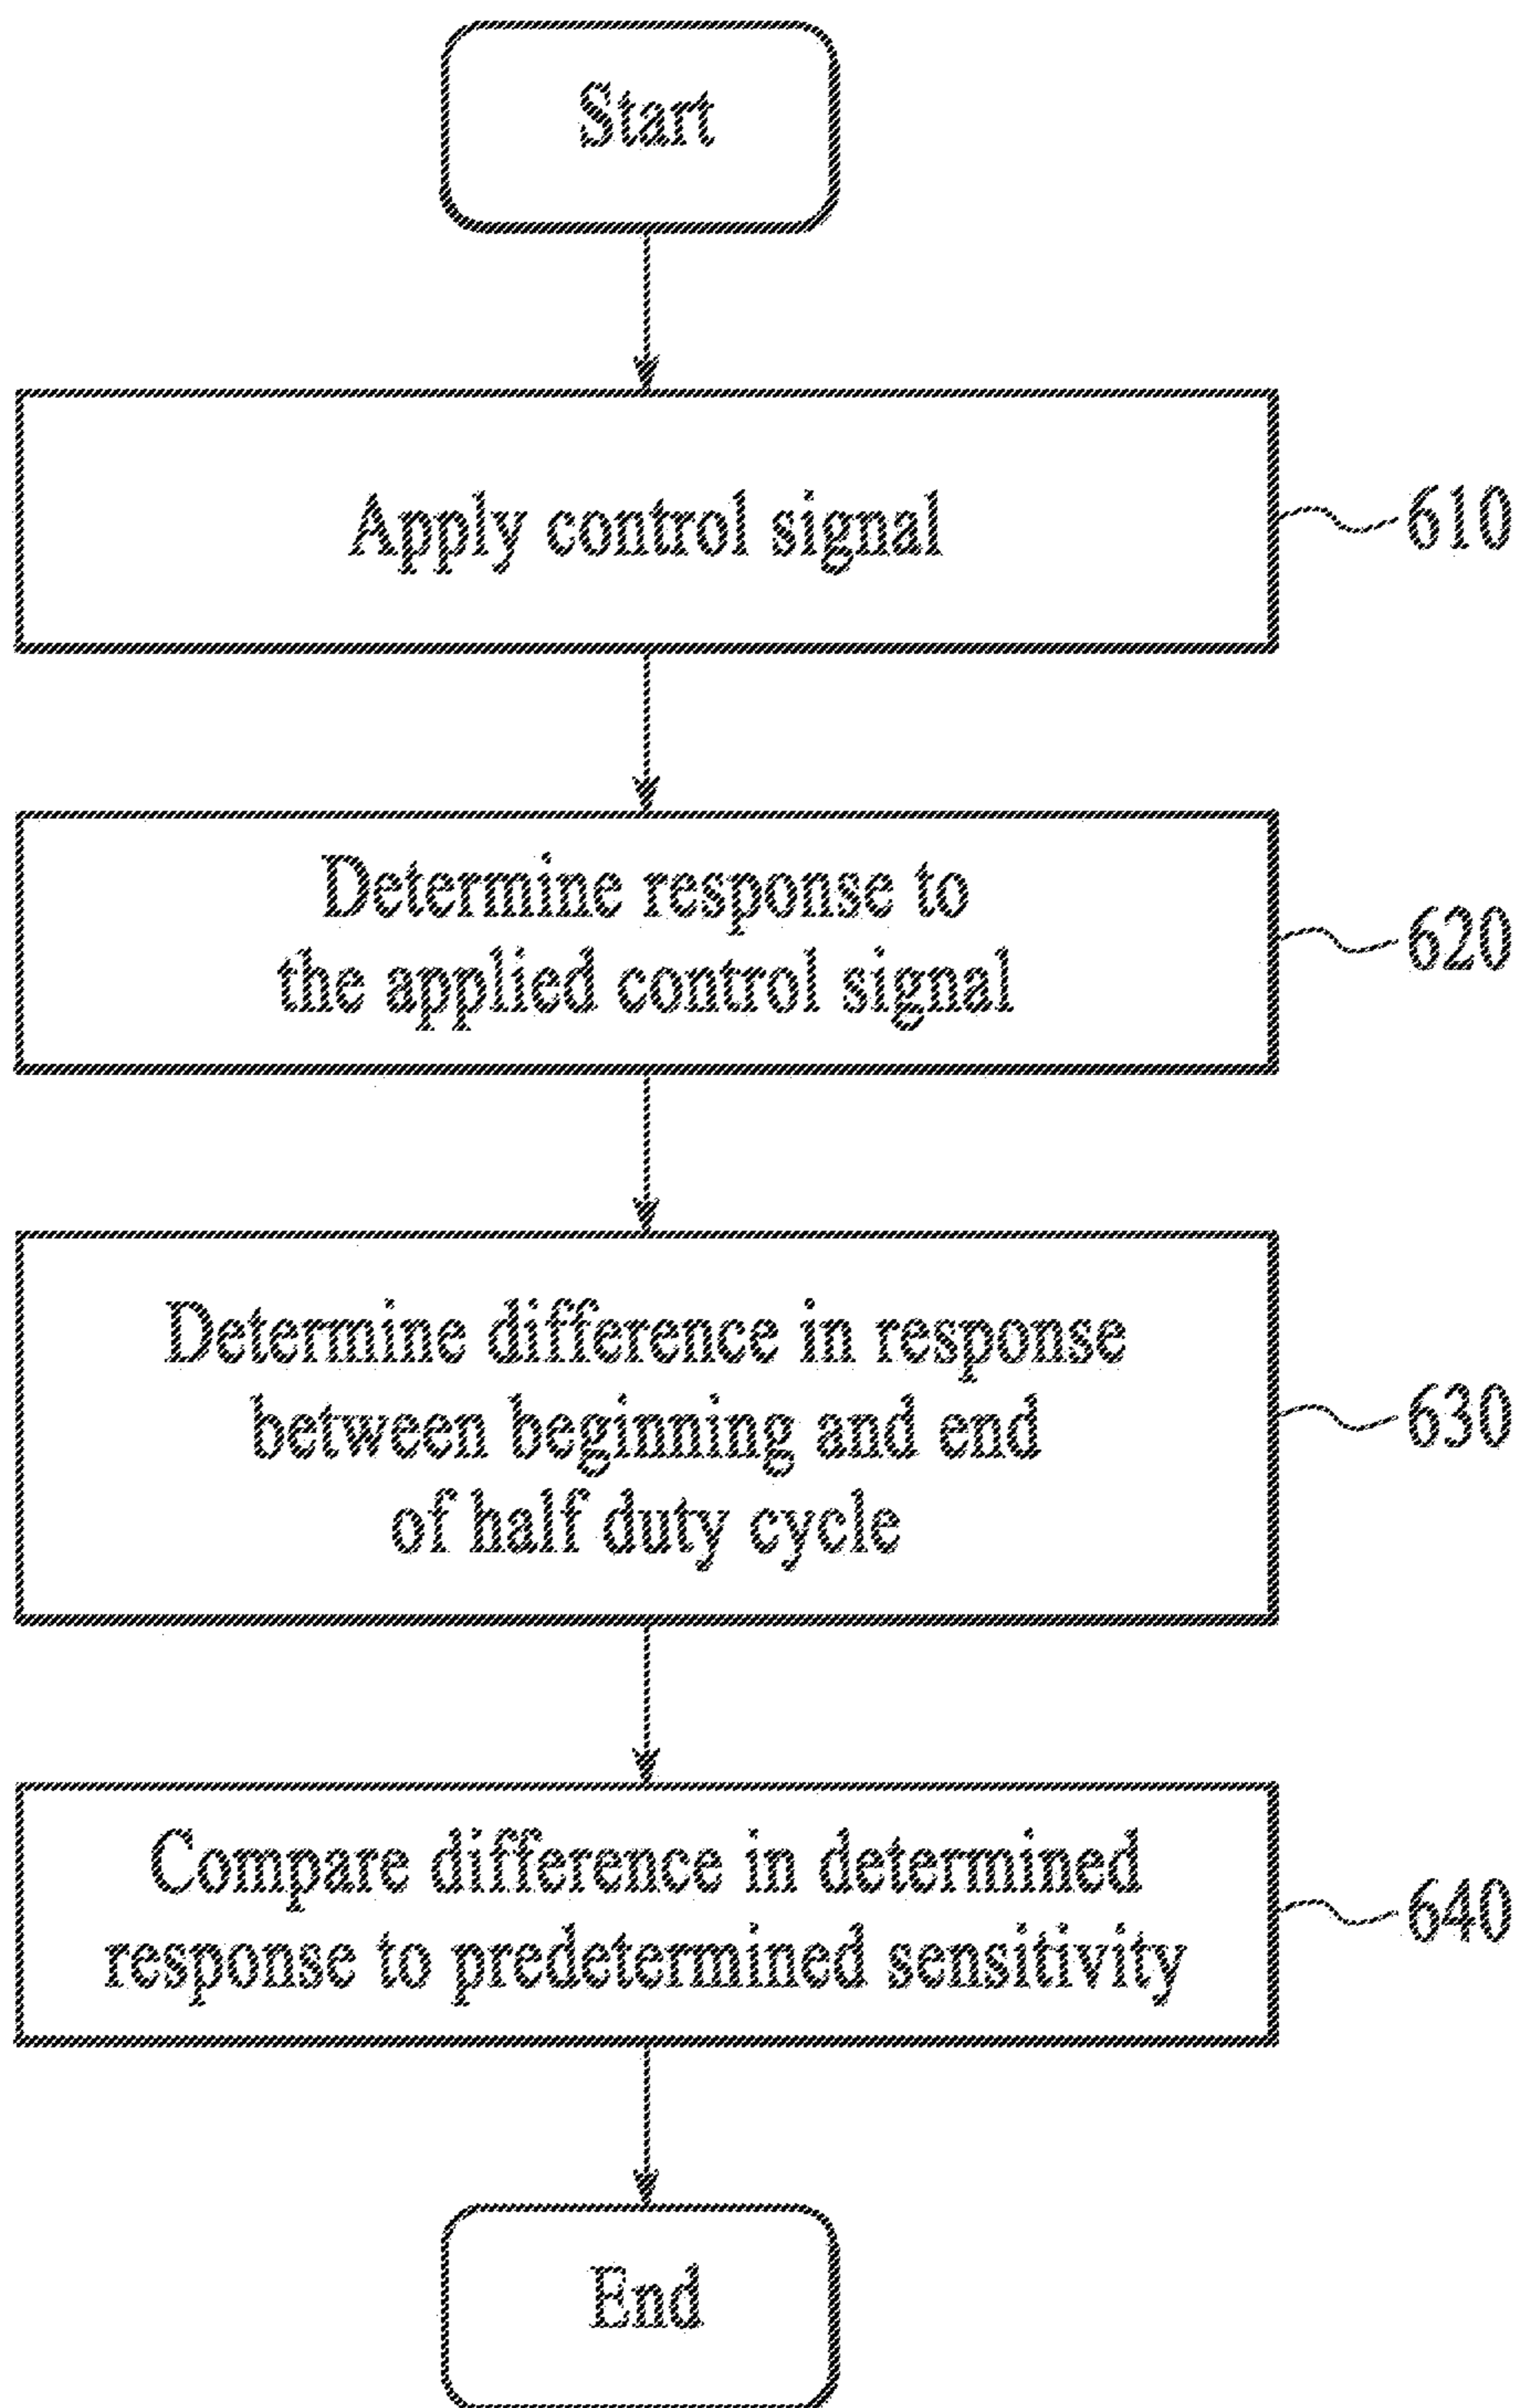 Start
Apply control signal
610
Determine response to
the applied control signal
620
Determine difference in response
between beginning and end
of half duty cycle
630
Compare difference in determined
response to predetermined sensitivity
640
End